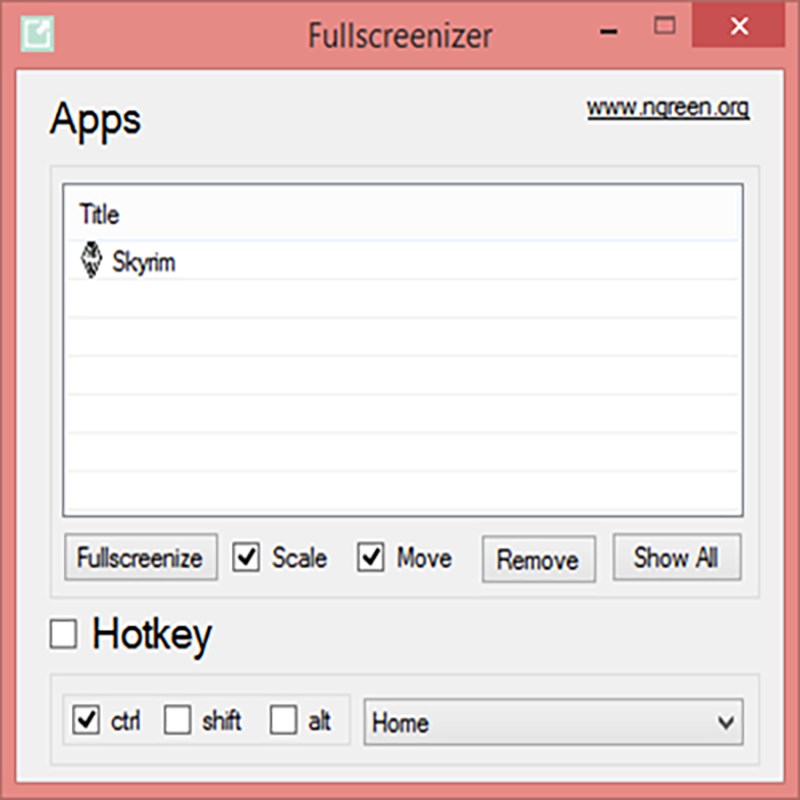 Fullscreenizer
Apps
www.ngreen.org
Title
Skyrim
Fullscreenize Scale Move Remove Show All
Hotkey
ctrl shift alt Home